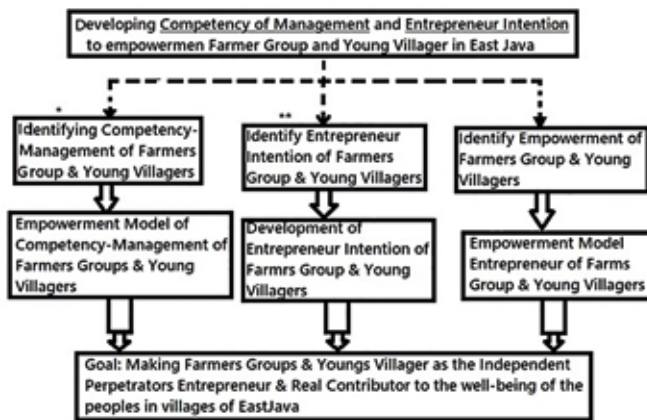 Developing Competency of Management and Entrepreneur Intention
to empowermen Farmer Group and Young Villager in East Java
*
**
Identifying Competency-
Management of Farmers
Group & Young Villagers
Identify Entrepreneur
Intention of Farmers
Group & Young Villagers
Identify Empowerment of
Farmers Group & Young
Villagers
Empowerment Model of
Competency-Management of
Farmers Groups & Young
Villagers
Development of
Entrepreneur Intention of
Farmrs Group & Young
Villagers
Empowerment Model
Entrepreneur of Farms
Group & Young Villagers
Goal: Making Farmers Groups & Youngs Villager as the Independent
Perpetrators Entrepreneur & Real Contributor to the well-being of the
peoples in villages of EastJava